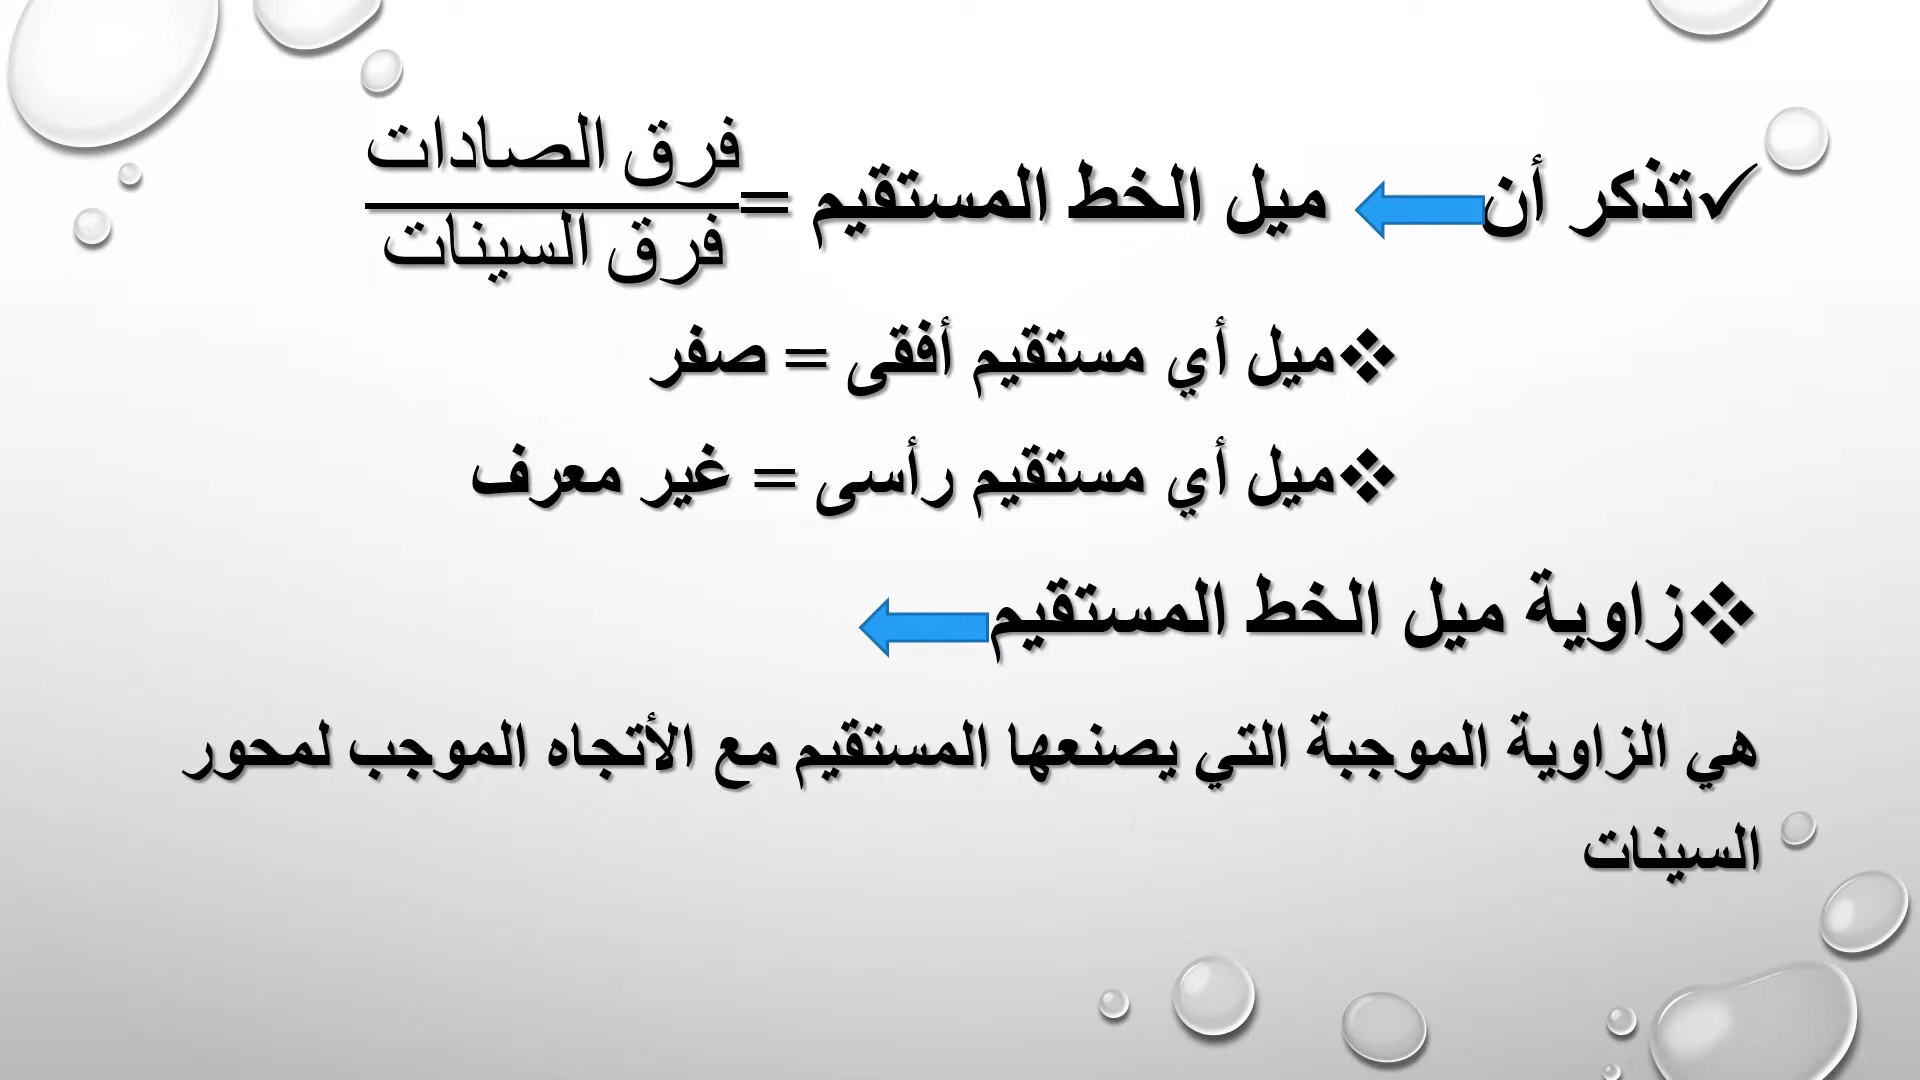 ✓تذكر أن ميل الخط المستقيم = فرق الصادات / فرق السينات
❖ميل أي مستقيم أفقى = صفر
❖ميل أي مستقيم رأسى = غير معرف
❖زاوية ميل الخط المستقيم
هي الزاوية الموجبة التي يصنعها المستقيم مع الأتجاه الموجب لمحور
السينات